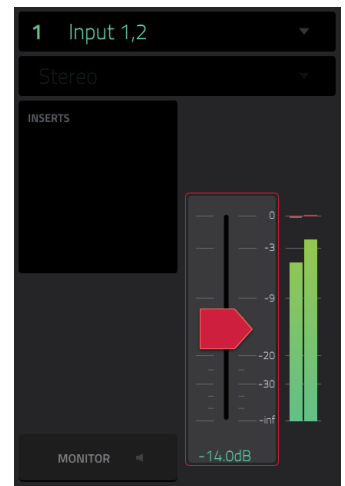 1 Input 1,2
Stereo
INSERTS
0
-3
-9
-20
-30
-inf
-14.0dB
MONITOR